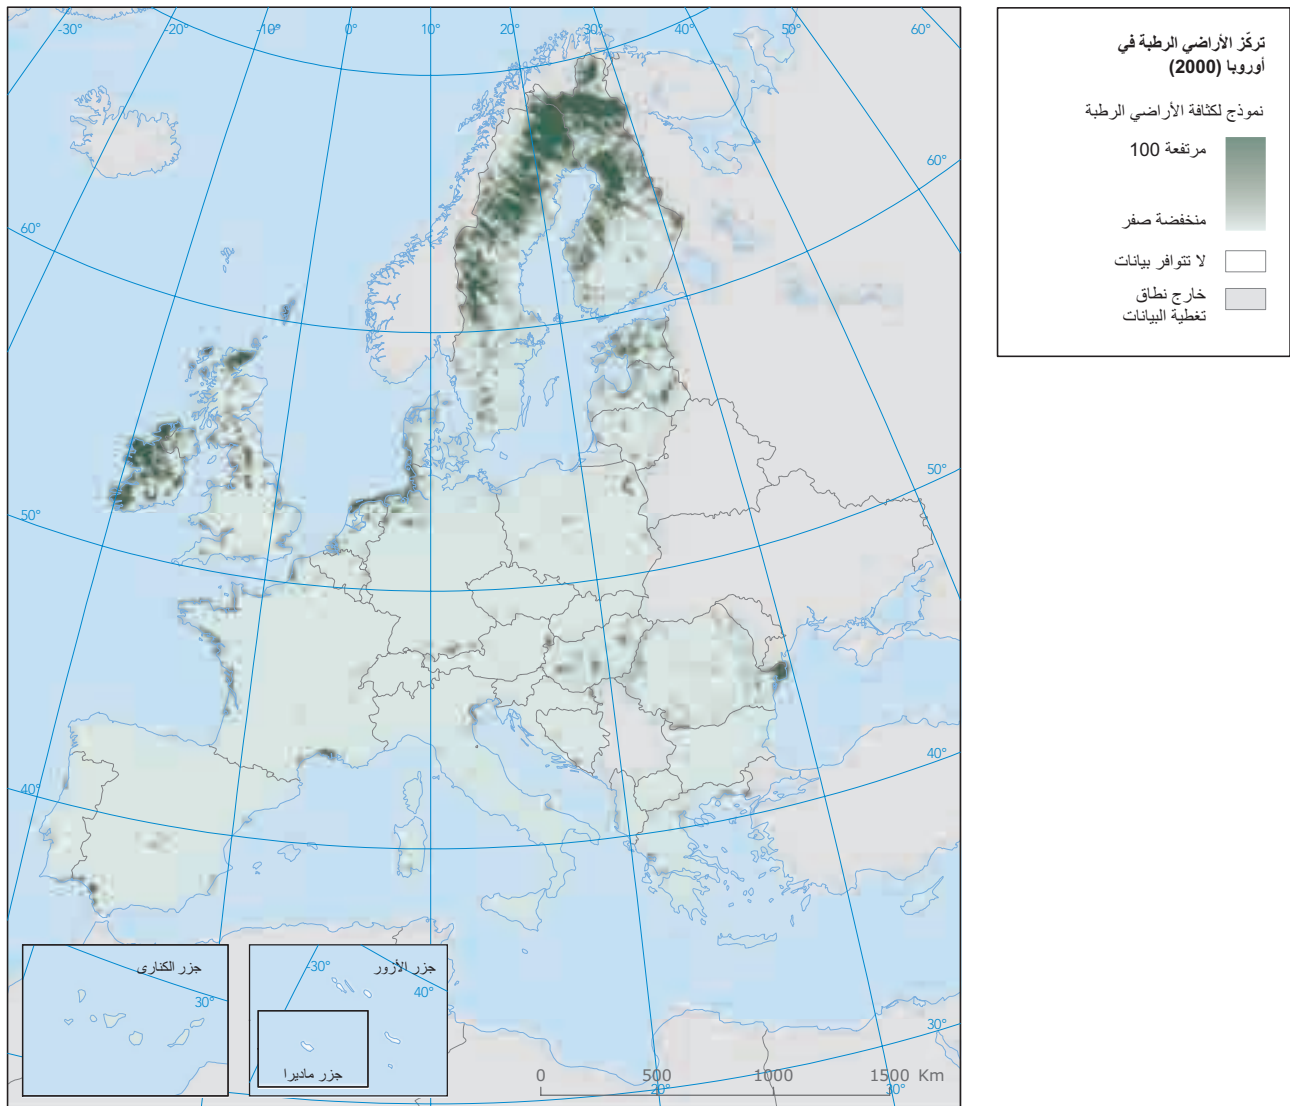 -30°
-20°
-10°
0°
10°
20°
30°
40°
50°
60°
60°
60°
50°
50°
40°
40°
30°
20°
30°
تركّز الأراضي الرطبة في
أوروبا (2000)
نموذج لكثافة الأراضي الرطبة
مرتفعة 100
منخفضة صفر
لا تتوافر بيانات
خارج نطاق
تغطية البيانات
جزر الكناري
30°
جزر الأزور
-30°
40°
جزر ماديرا
0 500 1000 1500 Km